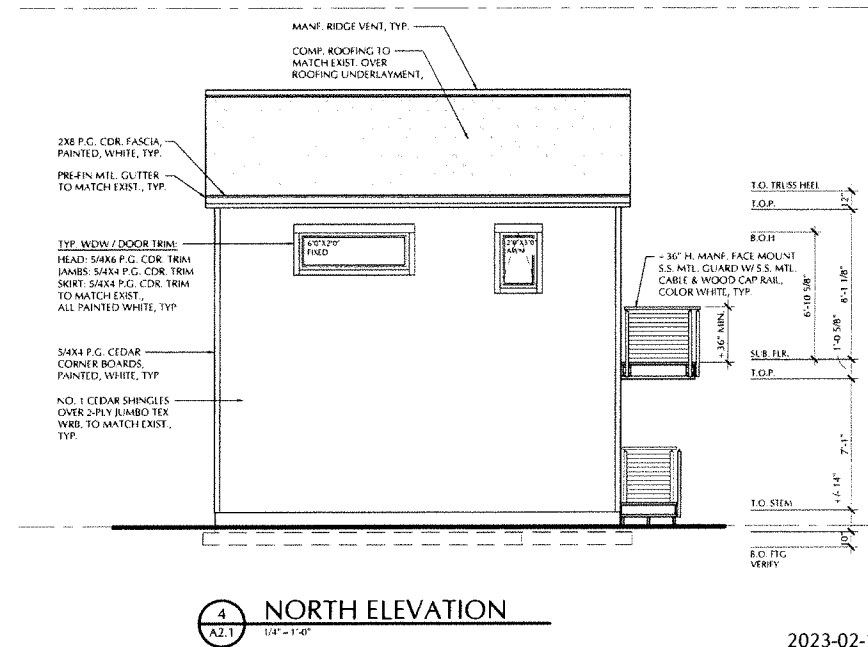 MANF. RIDGE VENT, TYP.
COMP. ROOFING TO
MATCH EXIST. OVER
ROOFING UNDERLAYMENT,
2X8 P.G. CDR. FASCIA,
PAINTED, WHITE, TYP.
PRE-FIN MTL. GUTTER
TO MATCH EXIST., TYP.
TYP. WDW / DOOR TRIM:
HEAD: 5/4X6 P.G. CDR. TRIM
JAMBS: 5/4X4 P.G. CDR. TRIM
SKIRT: 5/4X4 P.G. CDR. TRIM
TO MATCH EXIST.,
ALL PAINTED WHITE, TYP
5/4X4 P.G. CEDAR
CORNER BOARDS,
PAINTED, WHITE, TYP
NO. 1 CEDAR SHINGLES
OVER 2-PLY JUMBO TEX
WRB. TO MATCH EXIST.,
TYP.
6'0"X2'0"
FIXED
2'0"X3'0"
+36" H. MANF. FACE MOUNT
S.S. MTL. GUARD W/ S.S. MTL.
CABLE & WOOD CAP RAIL,
COLOR WHITE, TYP.
+36" MIN.
T.O. TRUSS HEEL
12"
T.O.P.
B.O.H
6'-10 5/8"
8'-1 1/8"
1'-0 5/8"
SUB. FLR.
T.O.P.
7'-1"
+/- 14"
T.O. STEM
10"
B.O. FTG
VERIFY
4
A2.1
NORTH ELEVATION
1/4" = 1'-0"
2023-02-